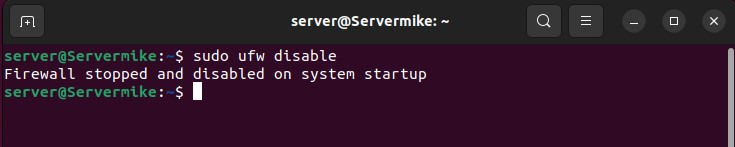 server@Servermike: ~
server@Servermike:~$ sudo ufw disable
Firewall stopped and disabled on system startup
server@Servermike:~$